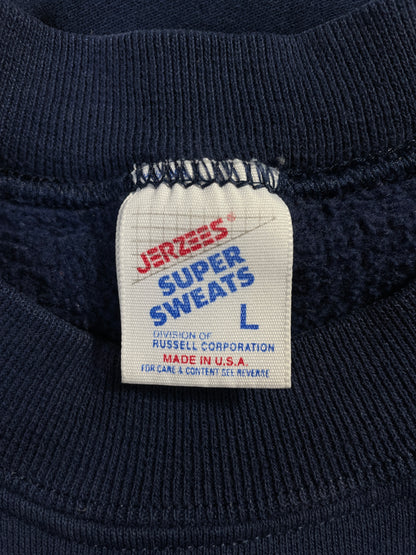 JERZEES®
SUPER
SWEATS
L
DIVISION OF
RUSSELL CORPORATION
MADE IN U.S.A.
FOR CARE & CONTENT SEE REVERSE